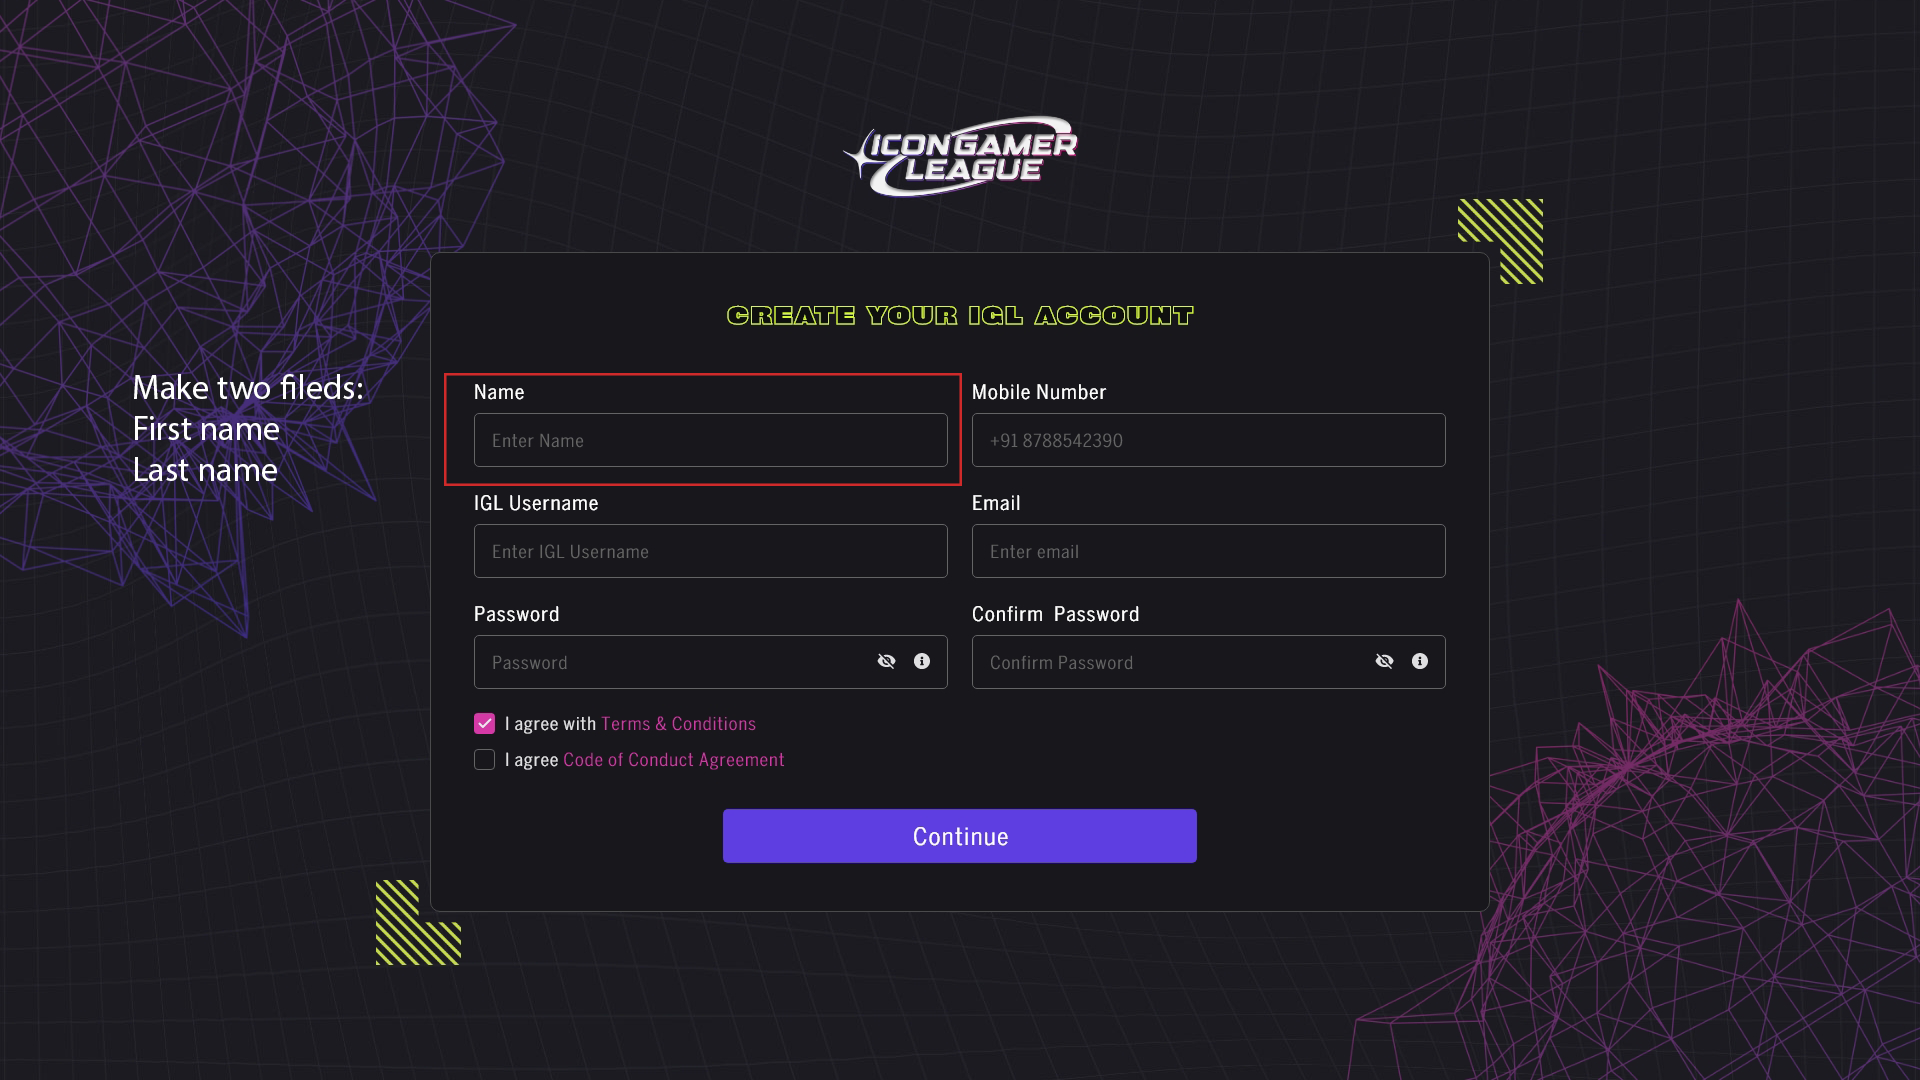 ICONGAMER
LEAGUE
CREATE YOUR IGL ACCOUNT
Make two fileds:
First name
Last name
Name
Enter Name
Mobile Number
+91 8788542390
IGL Username
Enter IGL Username
Email
Enter email
Password
Password
Confirm Password
Confirm Password
I agree with Terms & Conditions
I agree Code of Conduct Agreement
Continue